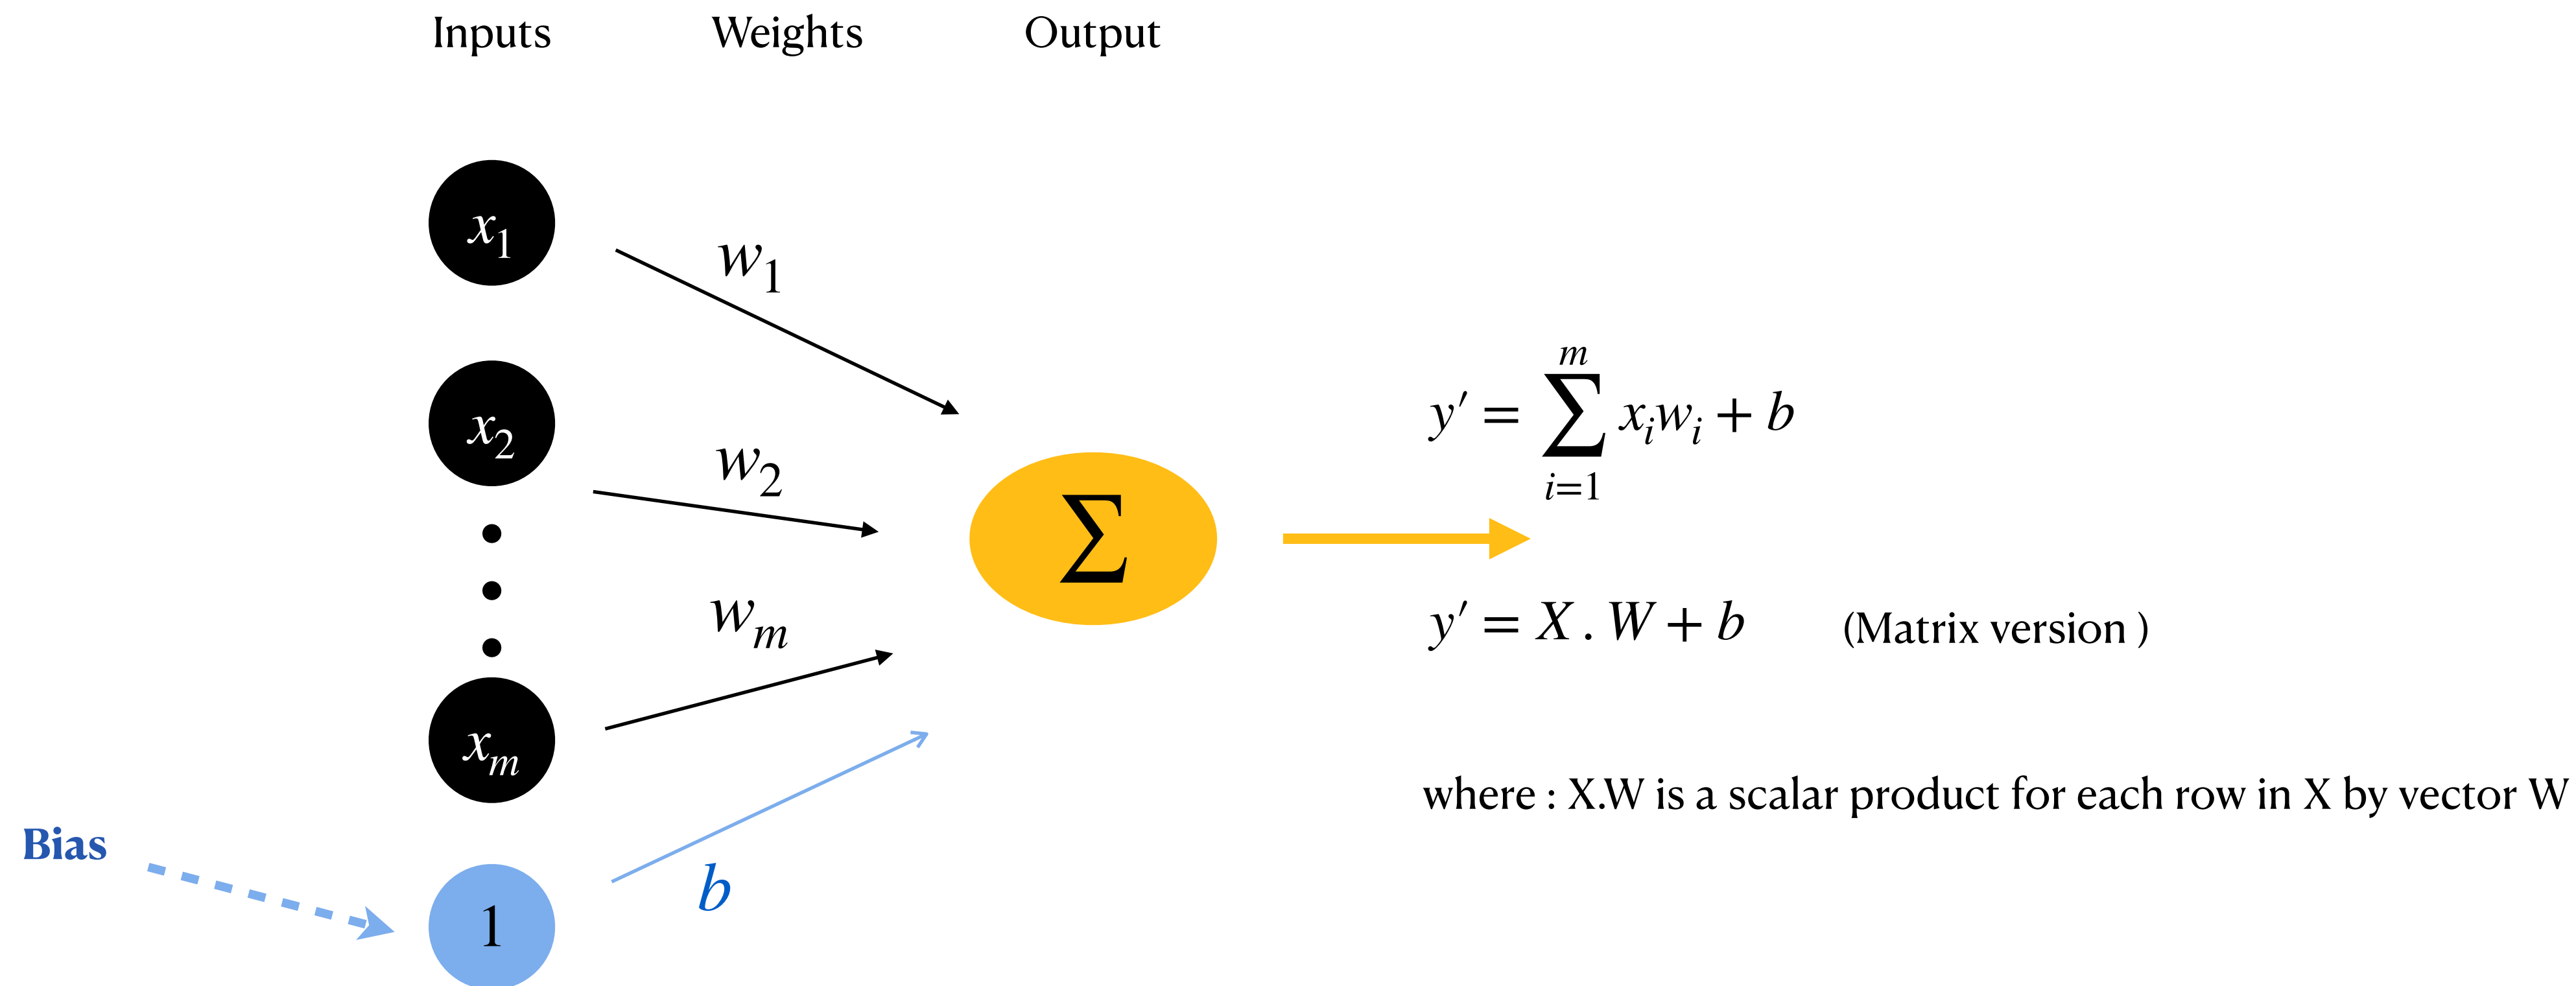 Inputs Weights Output
x₁
w₁
x₂
w₂
Σ
y′ = ∑ᵢ₌₁ᵐ xᵢwᵢ + b
wₘ
y′ = X . W + b (Matrix version )
xₘ
where : X.W is a scalar product for each row in X by vector W
Bias
b
1